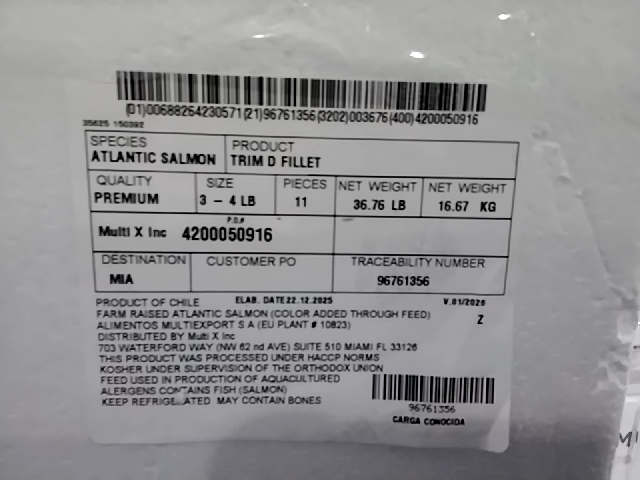 (01)00688264230571(21)96761356(3202)003676(400)4200050916
35625 150392
SPECIES
ATLANTIC SALMON
PRODUCT
TRIM D FILLET
QUALITY
PREMIUM
SIZE
3 - 4 LB
PIECES
11
NET WEIGHT
36.76 LB
NET WEIGHT
16.67 KG
P.O.#
Multi X Inc 4200050916
DESTINATION
MIA
CUSTOMER PO
TRACEABILITY NUMBER
96761356
PRODUCT OF CHILE ELAB. DATE 22.12.2025 V.01/2026
FARM RAISED ATLANTIC SALMON (COLOR ADDED THROUGH FEED) Z
ALIMENTOS MULTIEXPORT S A (EU PLANT # 10823)
DISTRIBUTED BY Multi X Inc
703 WATERFORD WAY (NW 62 nd AVE) SUITE 510 MIAMI FL 33126
THIS PRODUCT WAS PROCESSED UNDER HACCP NORMS
KOSHER UNDER SUPERVISION OF THE ORTHODOX UNION
FEED USED IN PRODUCTION OF AQUACULTURED
ALERGENS CONTAINS FISH (SALMON)
KEEP REFRIGE_ATED MAY CONTAIN BONES
96761356
CARGA CONOCIDA